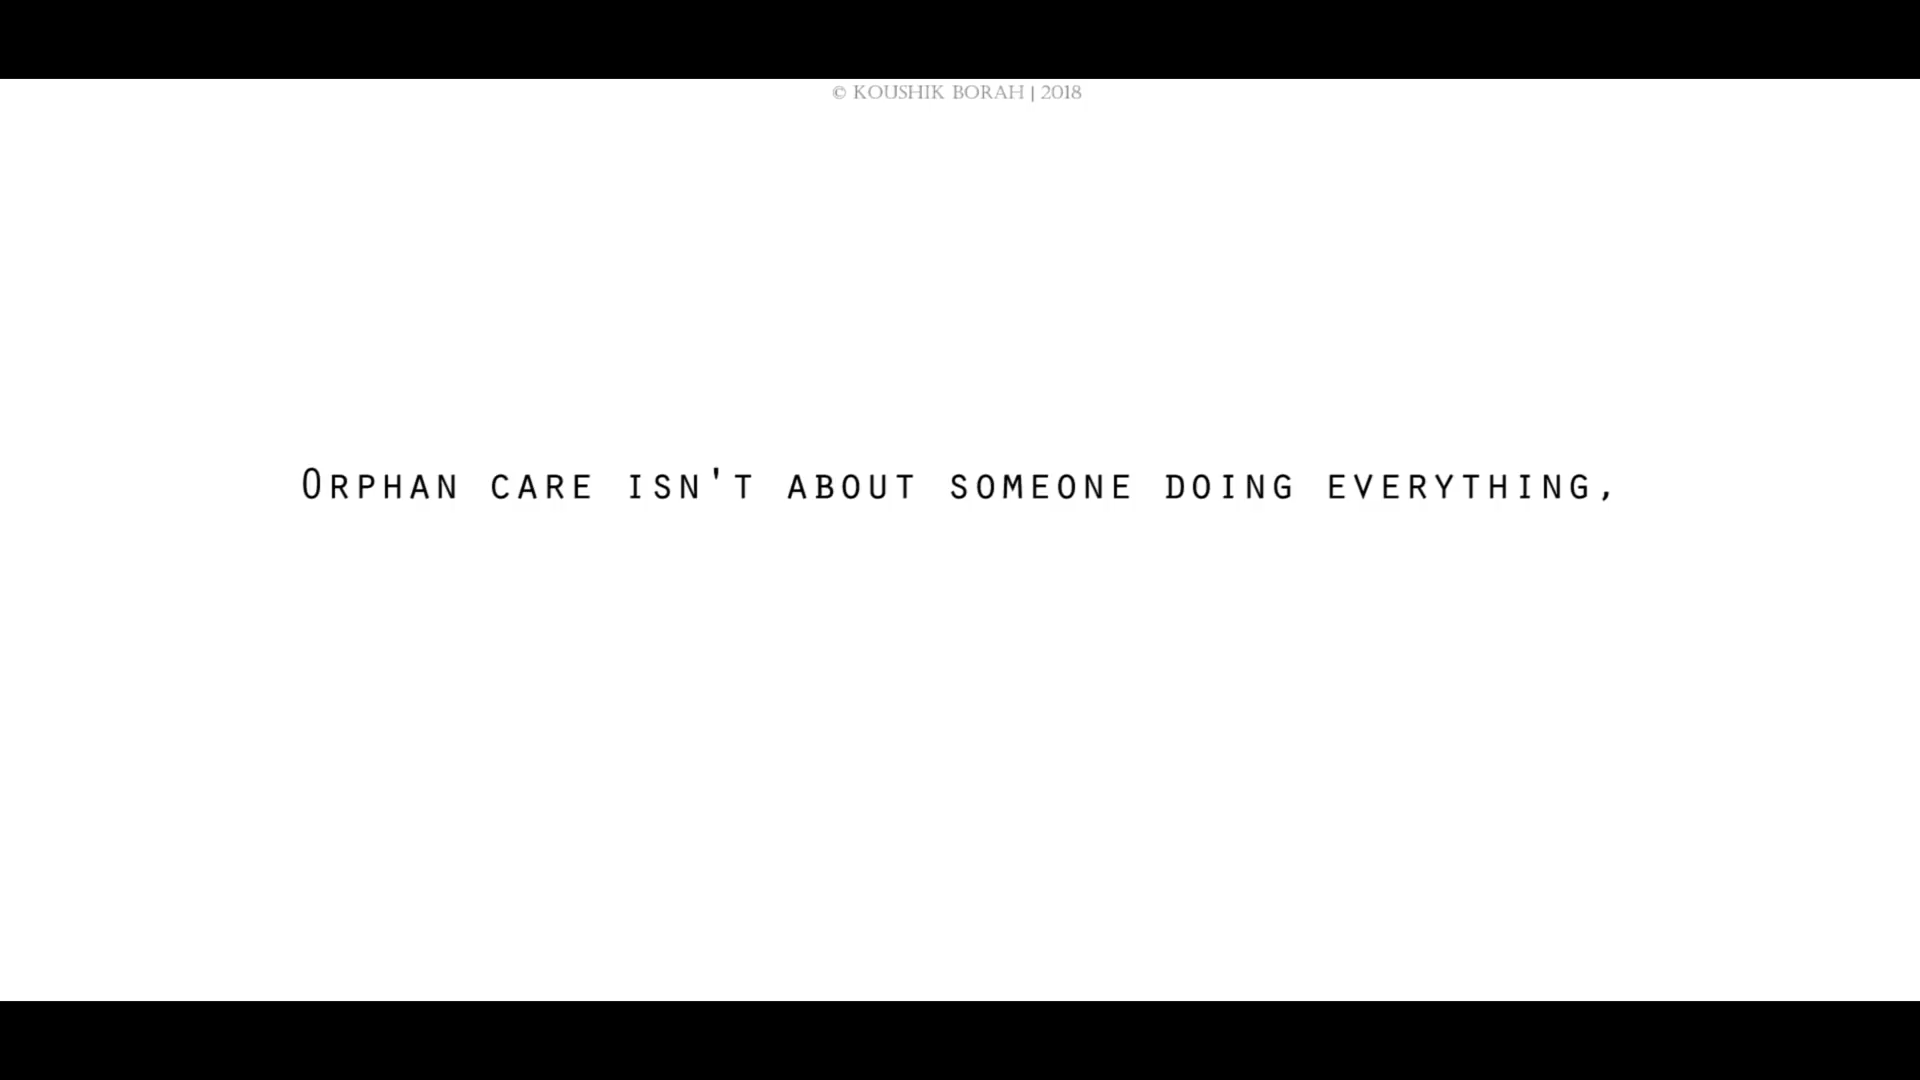 © KOUSHIK BORAH | 2018
ORPHAN CARE ISN'T ABOUT SOMEONE DOING EVERYTHING,